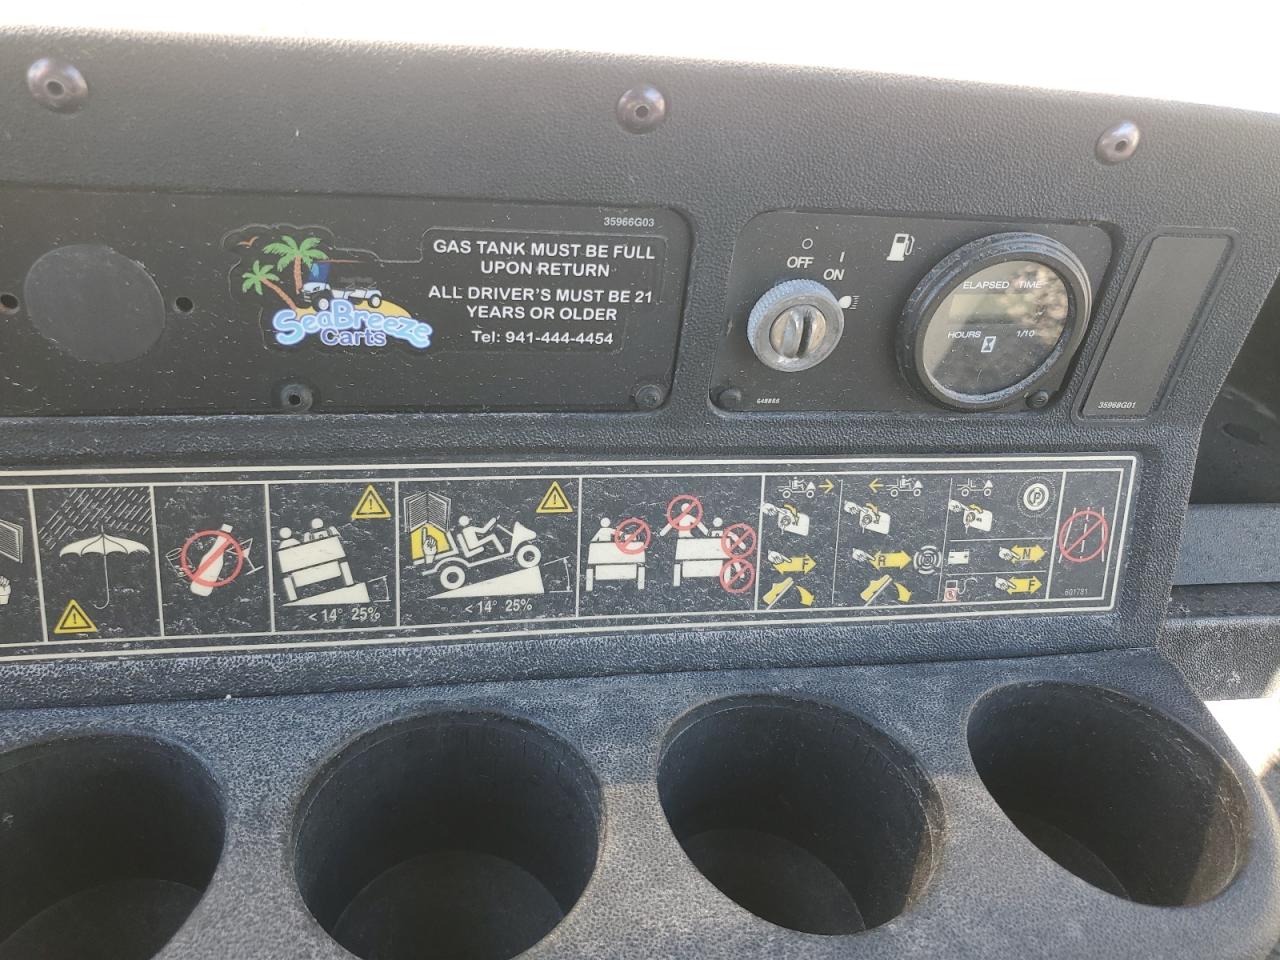 35966G03
GAS TANK MUST BE FULL
UPON RETURN
ALL DRIVER'S MUST BE 21
YEARS OR OLDER
Tel: 941-444-4454
SeaBreeze
Carts
OFF
I
ON
ELAPSED TIME
HOURS 1/10
35968G01
< 14° 25%
< 14° 25%
P
F
R
N
F
601781